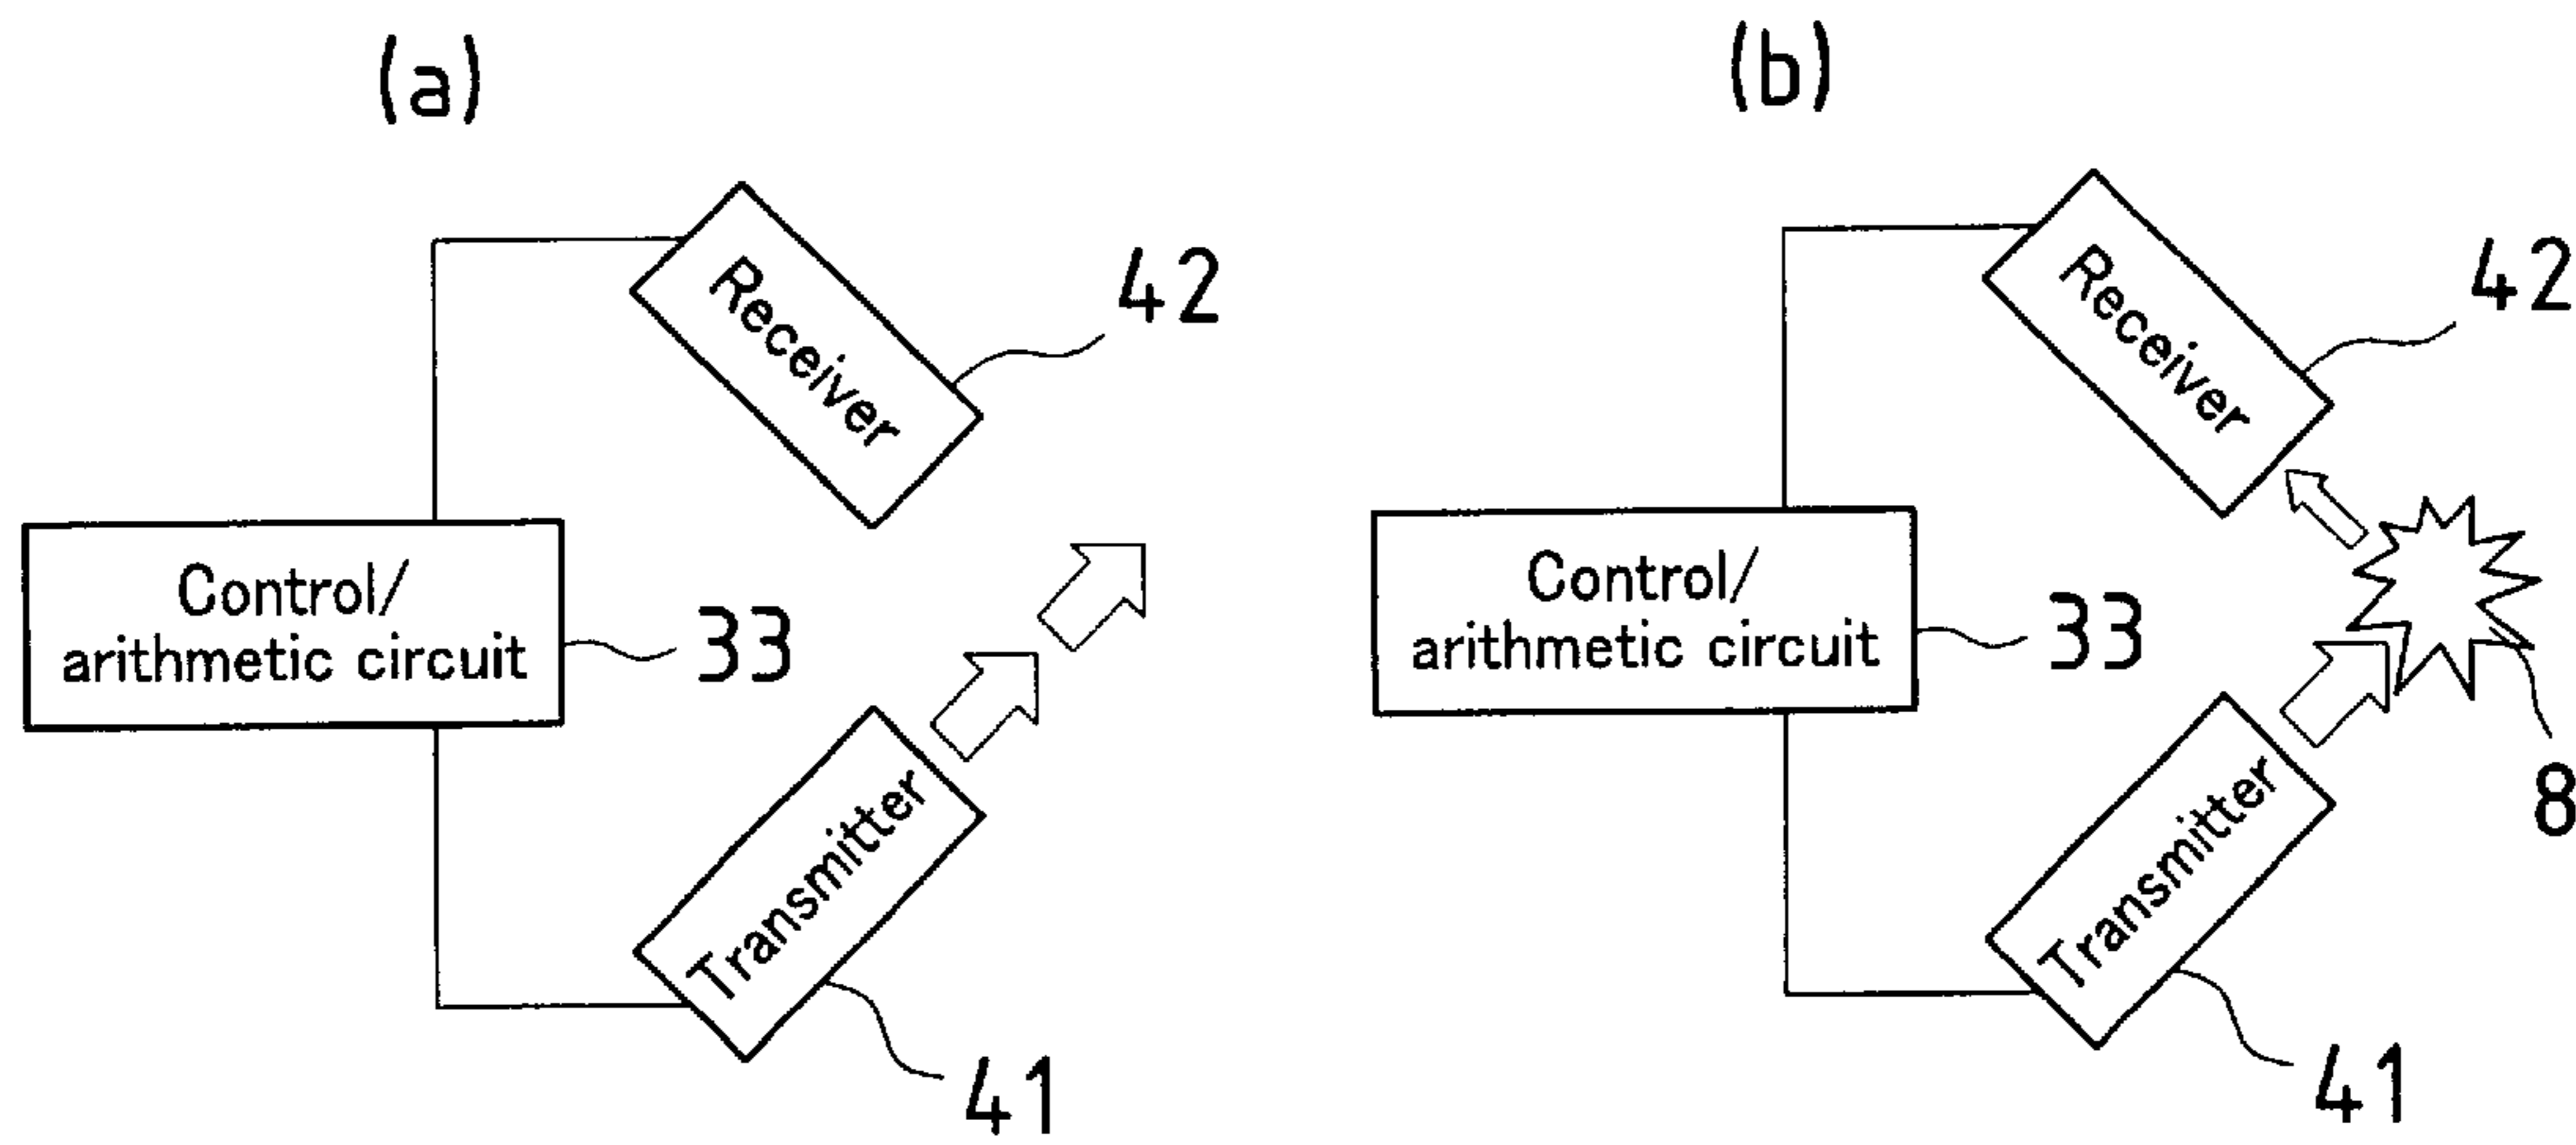 (a)
Receiver
42
Control/
arithmetic circuit
33
Transmitter
41
(b)
Receiver
42
Control/
arithmetic circuit
33
8
Transmitter
41